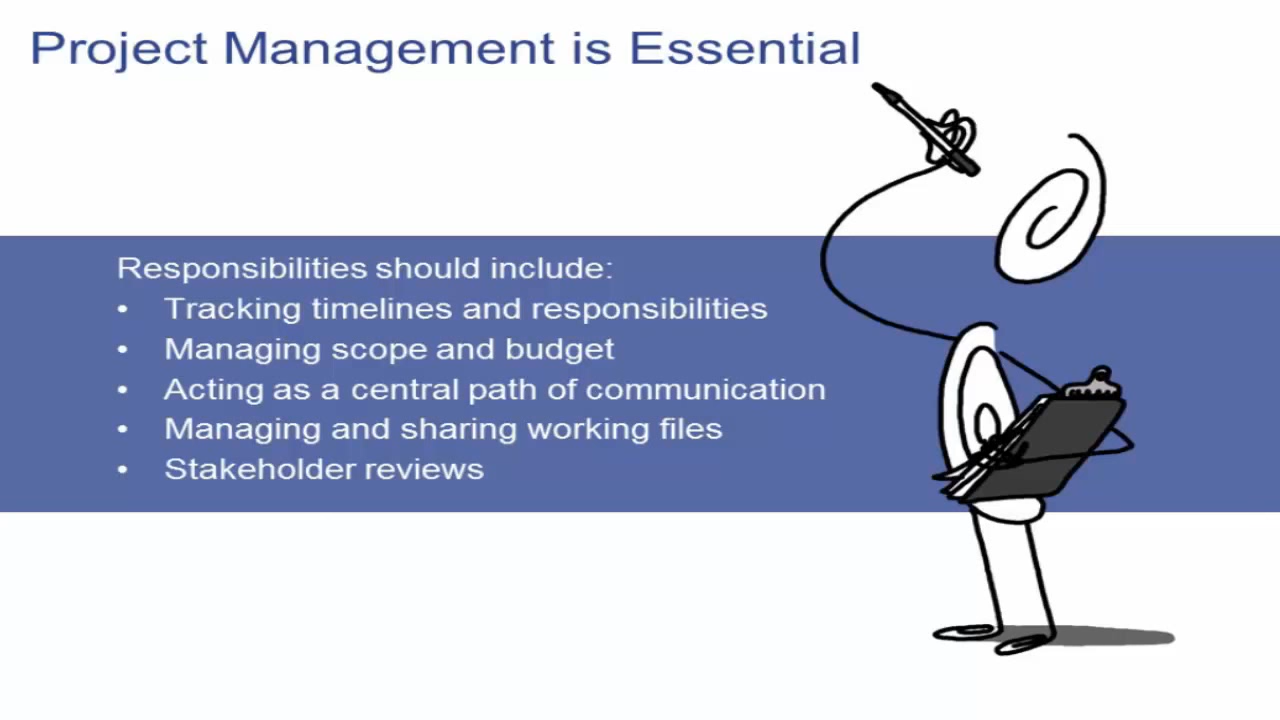 Project Management is Essential
Responsibilities should include:
• Tracking timelines and responsibilities
• Managing scope and budget
• Acting as a central path of communication
• Managing and sharing working files
• Stakeholder reviews